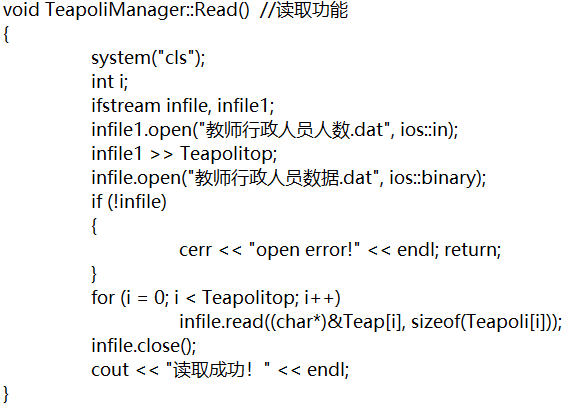 void TeapoliManager::Read()  //读取功能
{
system("cls");
int i;
ifstream infile, infile1;
infile1.open("教师行政人员人数.dat", ios::in);
infile1 >> Teapolitop;
infile.open("教师行政人员数据.dat", ios::binary);
if (!infile)
{
cerr << "open error!" << endl; return;
}
for (i = 0; i < Teapolitop; i++)
infile.read((char*)&Teap[i], sizeof(Teapoli[i]));
infile.close();
cout << "读取成功！" << endl;
}